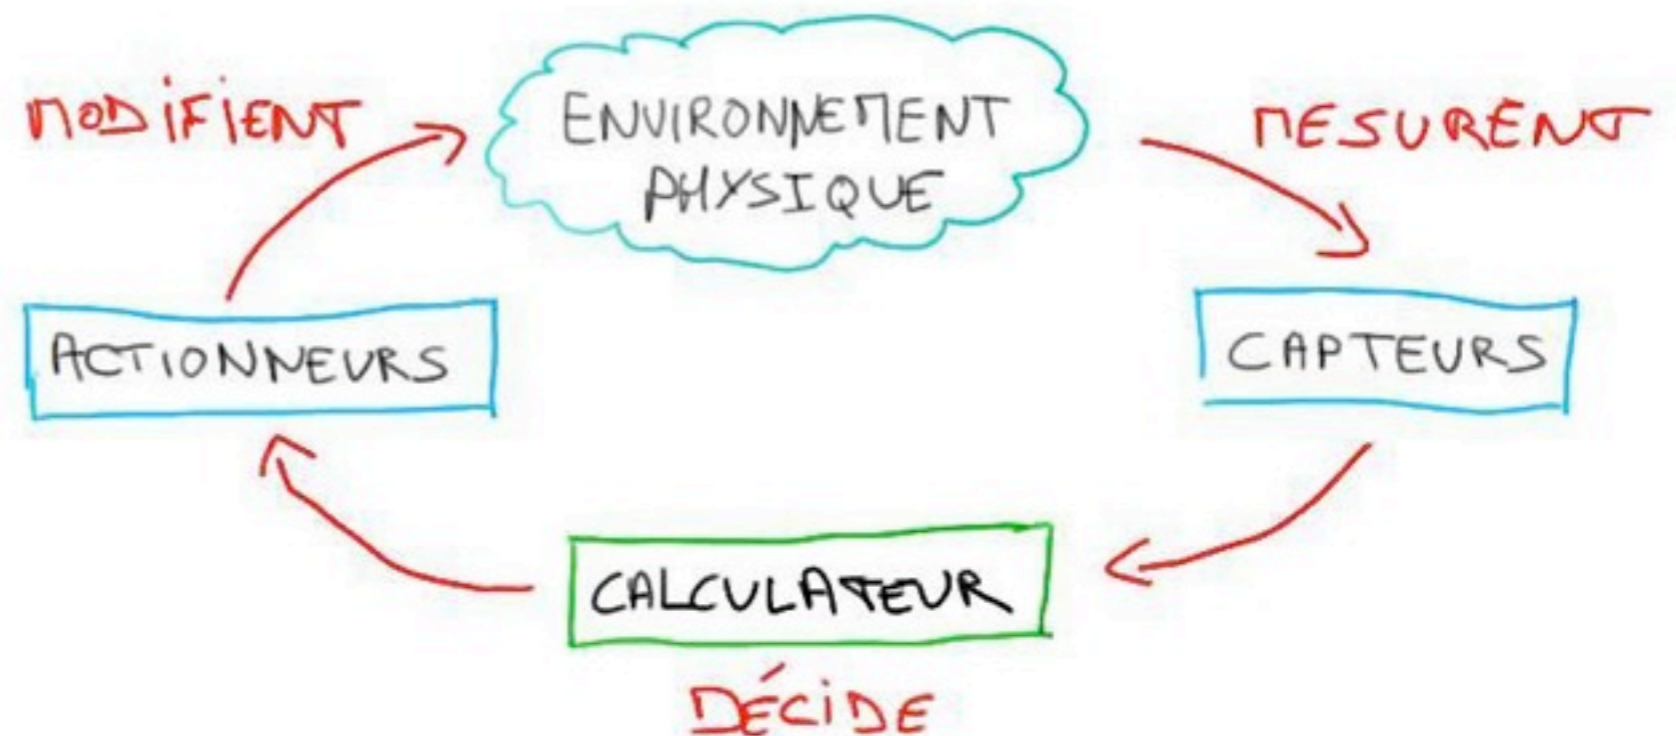 MODIFIENT
ENVIRONNEMENT
PHYSIQUE
MESURENT
ACTIONNEURS
CAPTEURS
CALCULATEUR
DÉCIDE